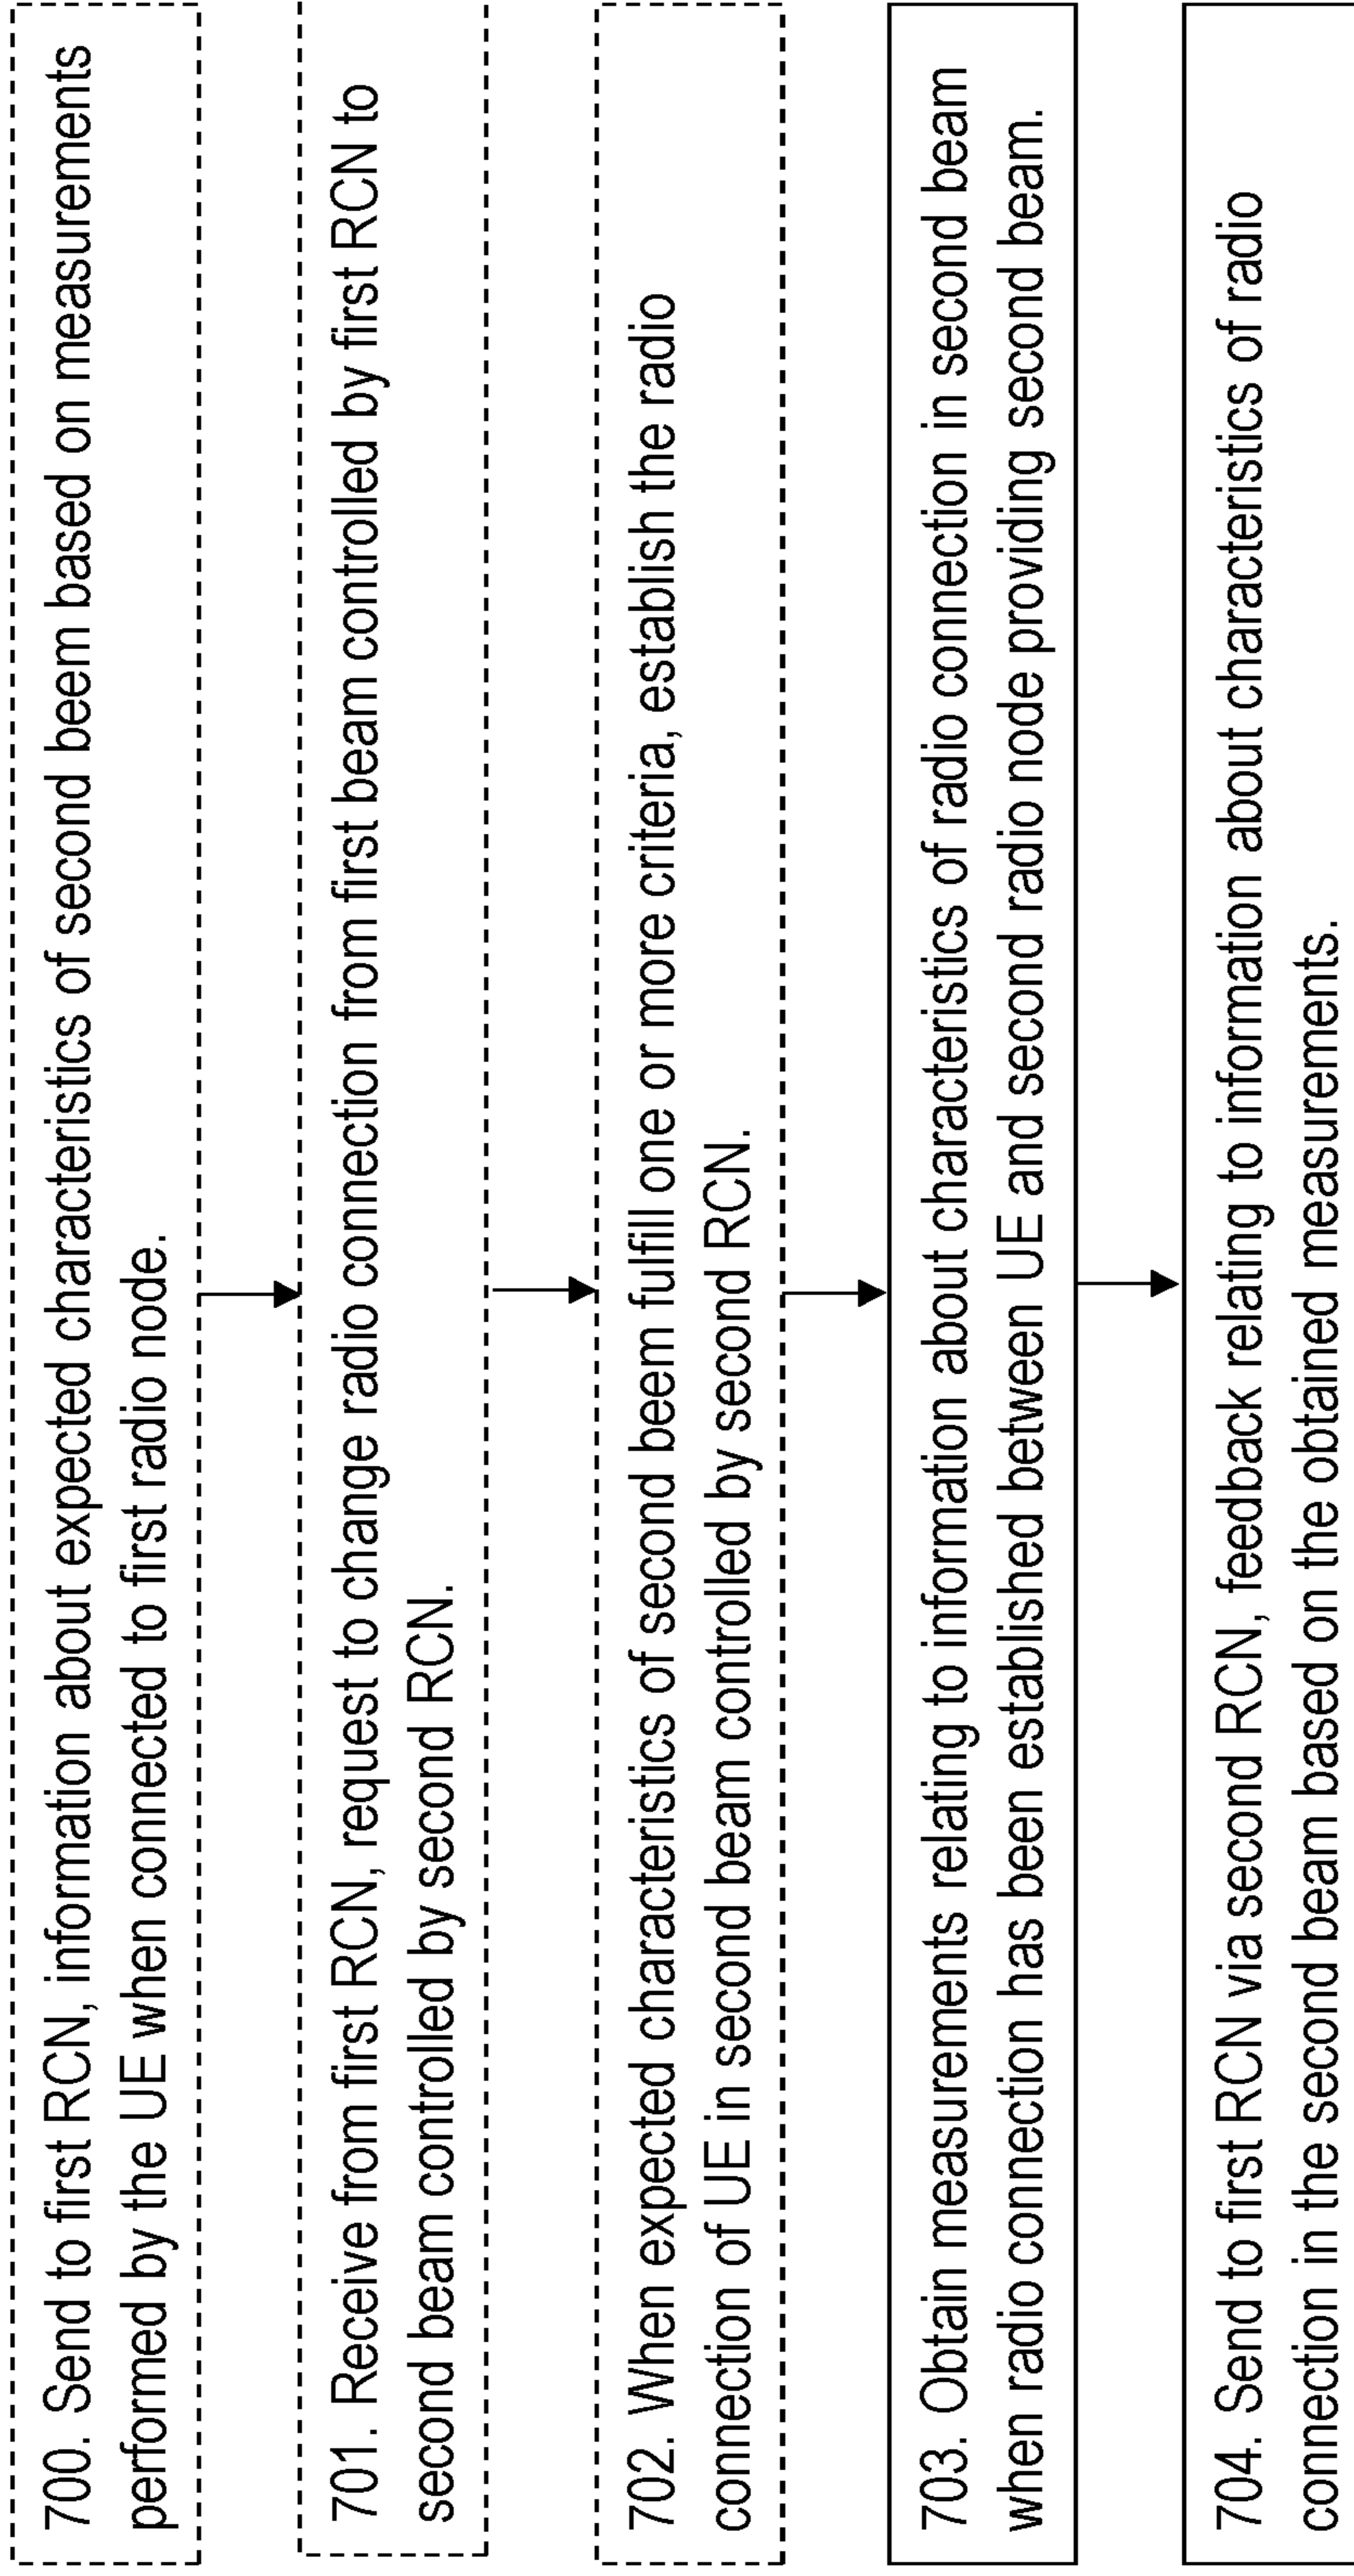 700. Send to first RCN, information about expected characteristics of second beem based on measurements
performed by the UE when connected to first radio node.
701. Receive from first RCN, request to change radio connection from first beam controlled by first RCN to
second beam controlled by second RCN.
702. When expected characteristics of second beem fulfill one or more criteria, establish the radio
connection of UE in second beam controlled by second RCN.
703. Obtain measurements relating to information about characteristics of radio connection in second beam
when radio connection has been established between UE and second radio node providing second beam.
704. Send to first RCN via second RCN, feedback relating to information about characteristics of radio
connection in the second beam based on the obtained measurements.